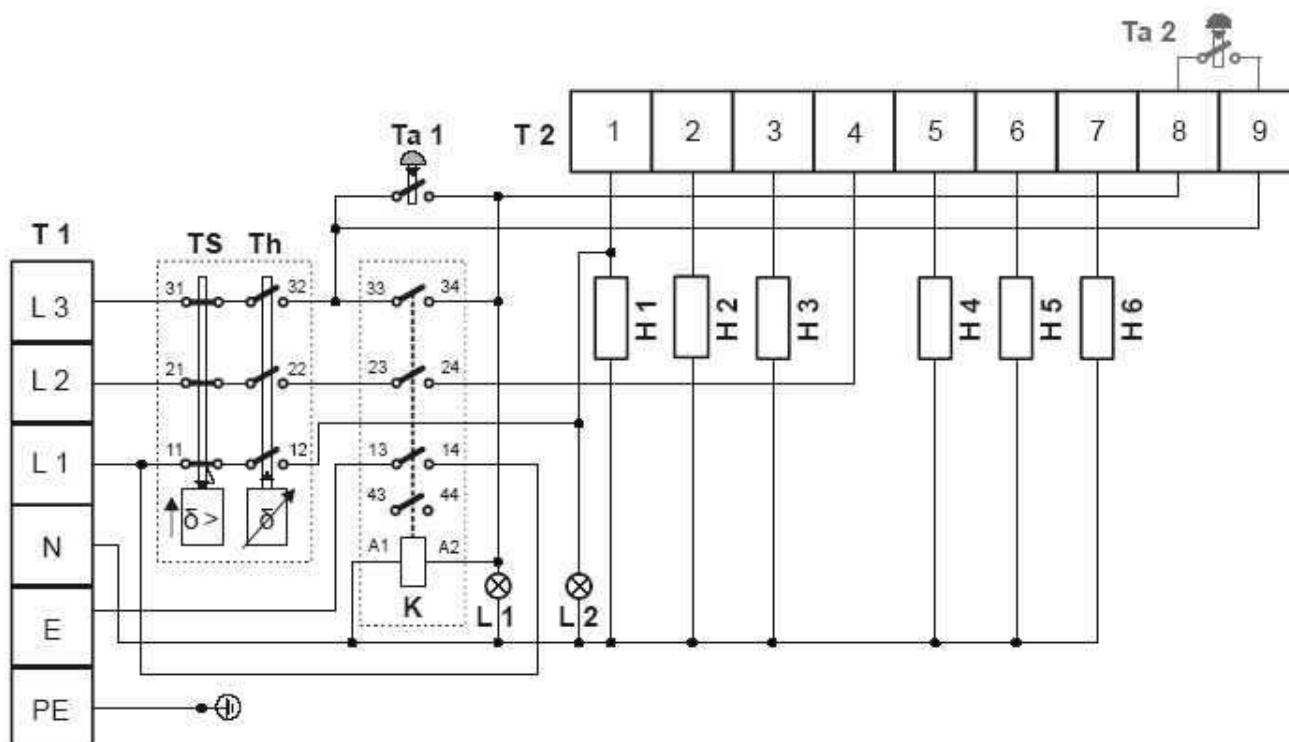 Ta 2
T 2 1 2 3 4 5 6 7 8 9
Ta 1
T 1
TS Th
L 3 31 32 33 34
H 1 H 2 H 3 H 4 H 5 H 6
L 2 21 22 23 24
L 1 11 12 13 14
43 44
N δ > δ
A1 A2
E K L 1 L 2
PE